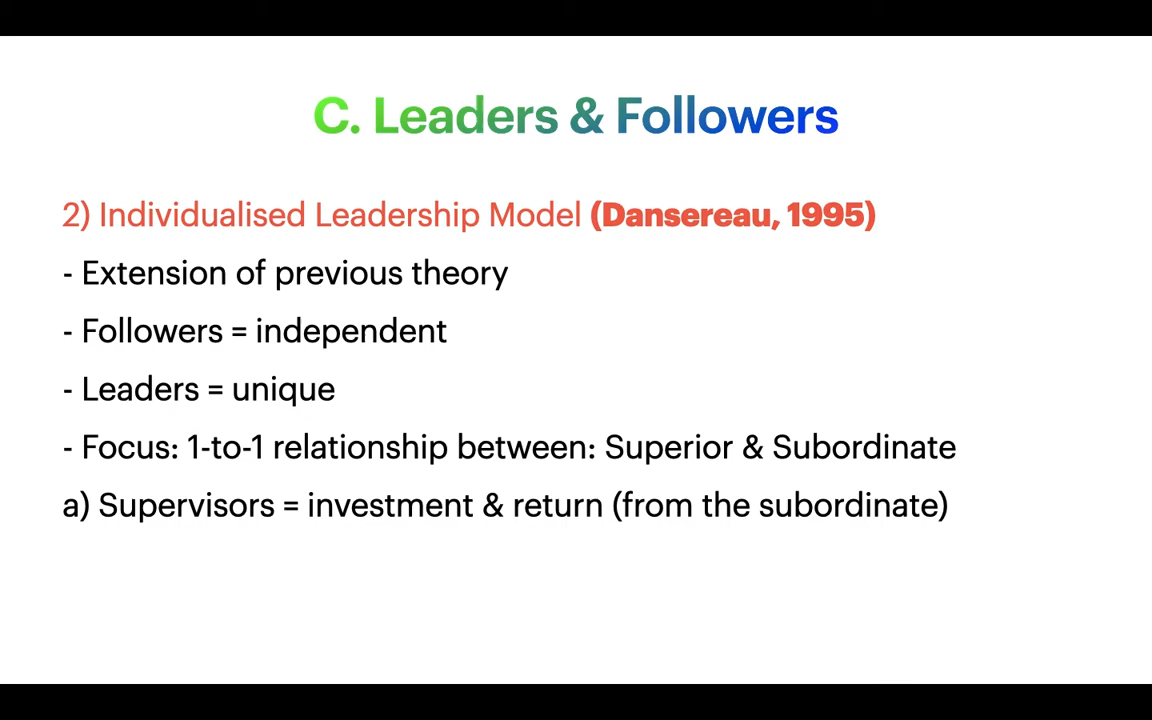 C. Leaders & Followers
2) Individualised Leadership Model (Dansereau, 1995)
- Extension of previous theory
- Followers = independent
- Leaders = unique
- Focus: 1-to-1 relationship between: Superior & Subordinate
a) Supervisors = investment & return (from the subordinate)